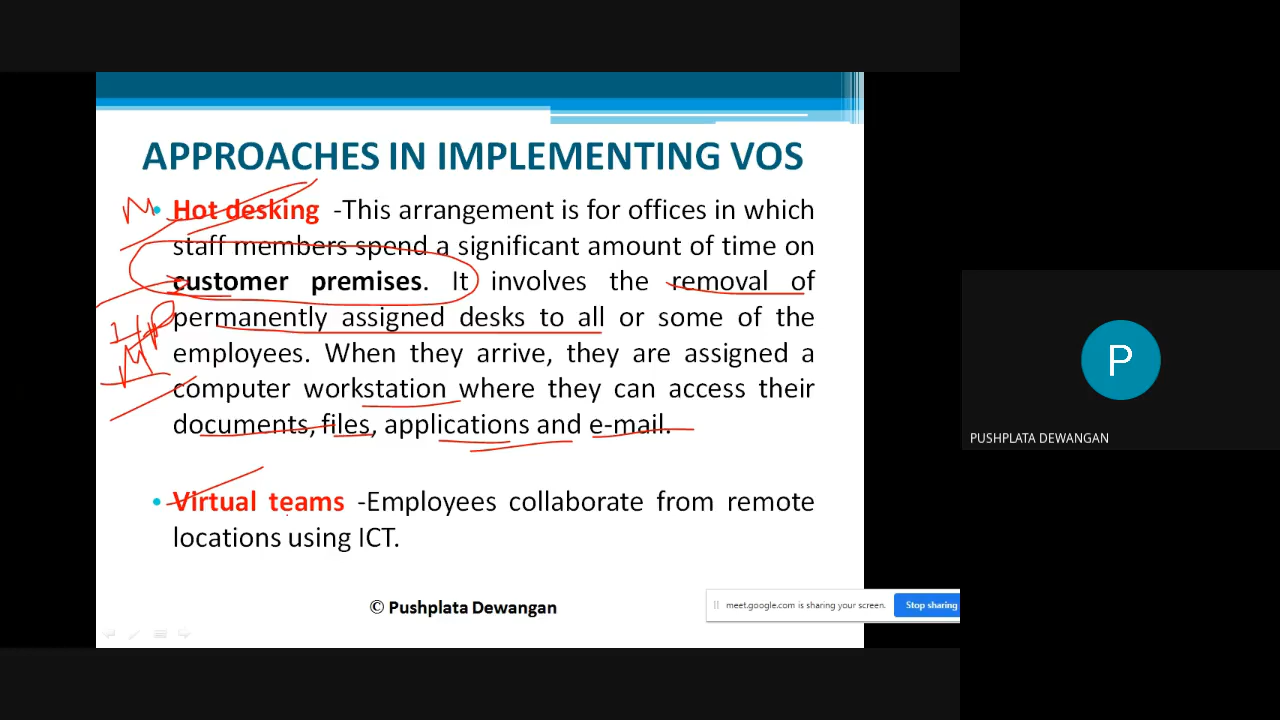 APPROACHES IN IMPLEMENTING VOS
• Hot desking -This arrangement is for offices in which
staff members spend a significant amount of time on
customer premises. It involves the removal of
permanently assigned desks to all or some of the
employees. When they arrive, they are assigned a
computer workstation where they can access their
documents, files, applications and e-mail.
• Virtual teams -Employees collaborate from remote
locations using ICT.
© Pushplata Dewangan
meet.google.com is sharing your screen.
Stop sharing
P
PUSHPLATA DEWANGAN